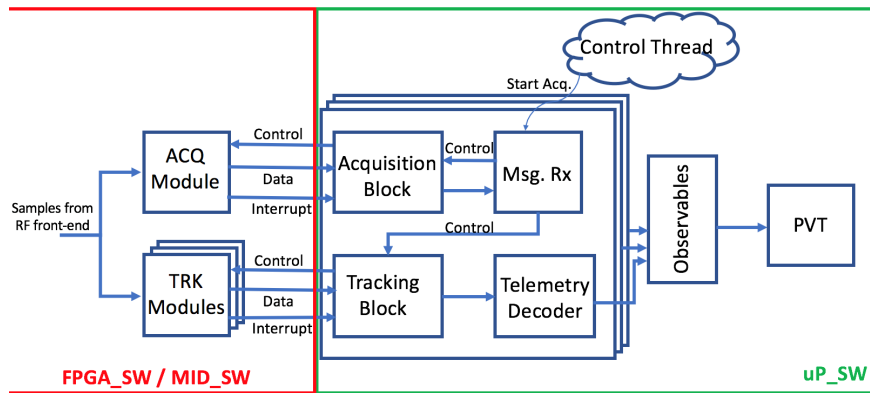 Control Thread
Start Acq.
Control
ACQ
Module
Data
Interrupt
Acquisition
Block
Control
Msg. Rx
Samples from
RF front-end
Control
Observables
PVT
Control
TRK
Modules
Data
Interrupt
Tracking
Block
Telemetry
Decoder
FPGA_SW / MID_SW
uP_SW